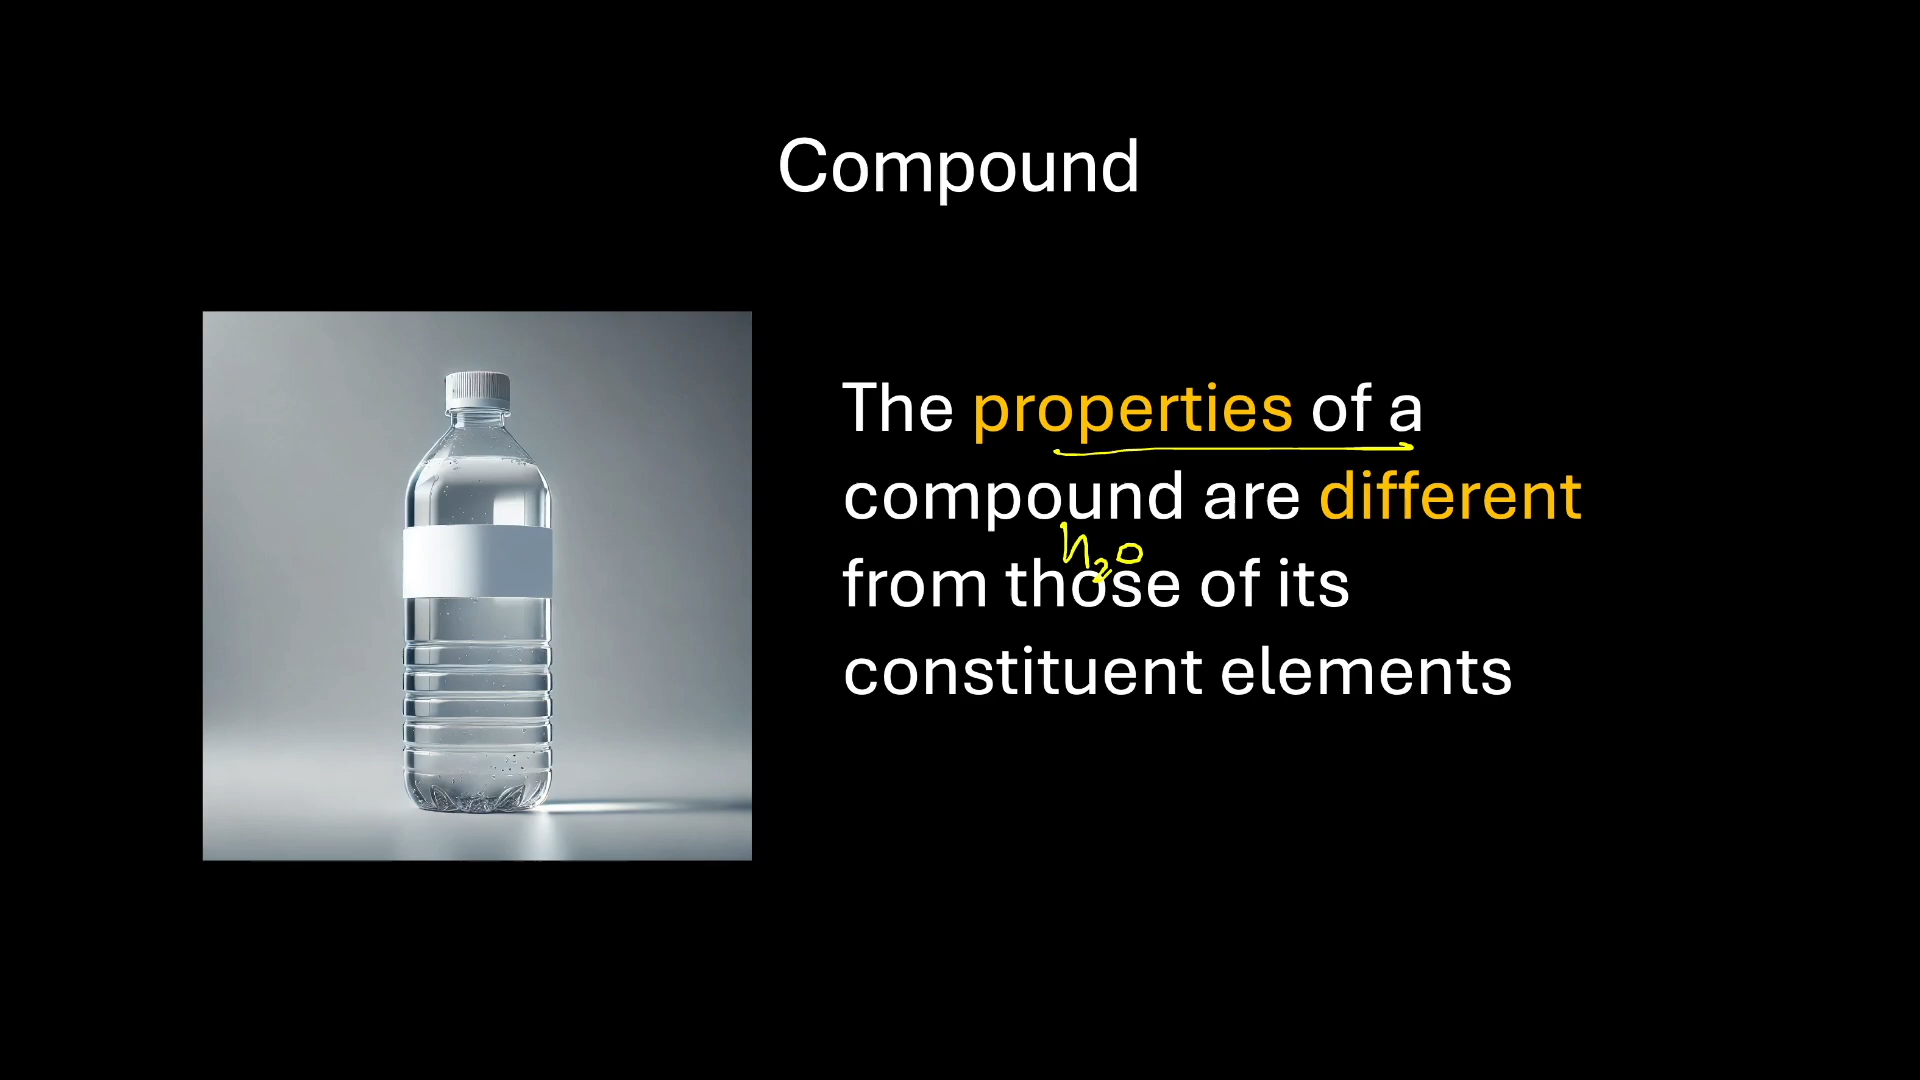 Compound
The properties of a
compound are different
h₂o
from those of its
constituent elements